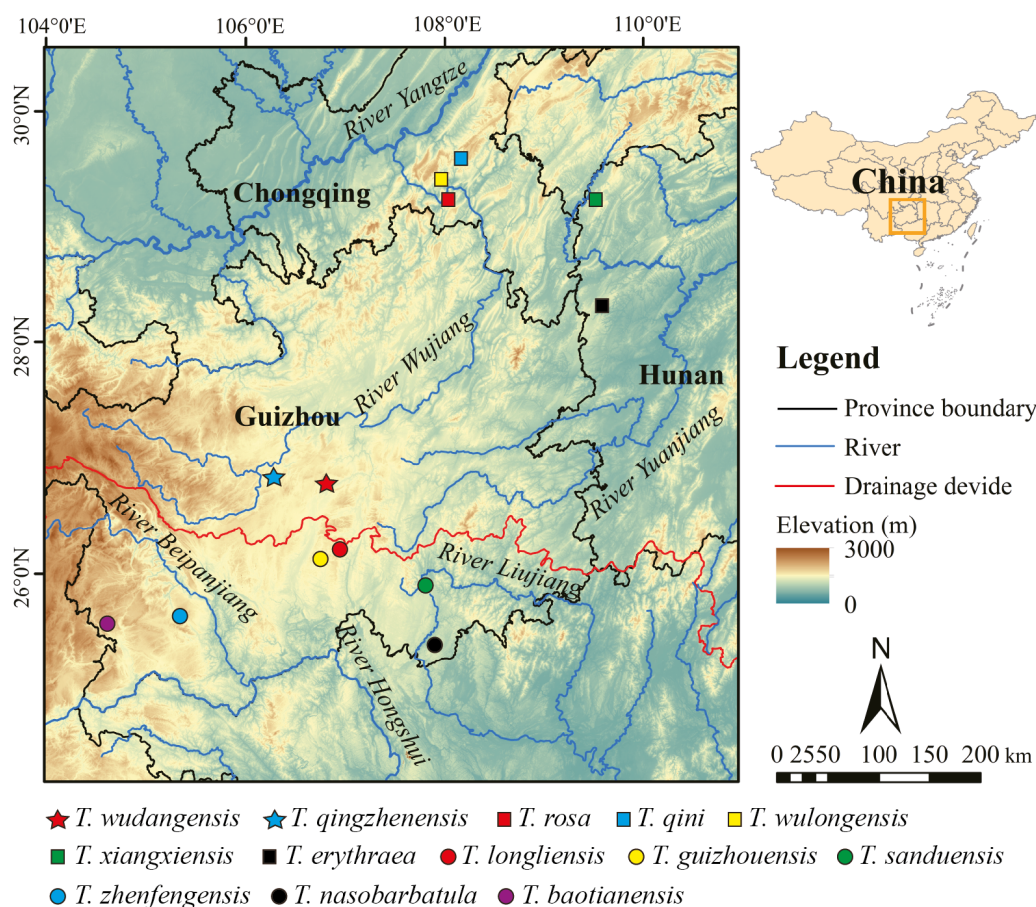 104°0'E 106°0'E 108°0'E 110°0'E
30°0'N
28°0'N
26°0'N
River Yangtze
Chongqing
River Wujiang
Hunan
Guizhou
River Yuanjiang
River Beipanjiang
River Liujiang
River Hongshui
China
Legend
Province boundary
River
Drainage devide
Elevation (m)
3000
0
N
0 2550 100 150 200 km
T. wudangensis T. qingzhenensis T. rosa T. qini T. wulongensis
T. xiangxiensis T. erythraea T. longliensis T. guizhouensis T. sanduensis
T. zhenfengensis T. nasobarbatula T. baotianensis